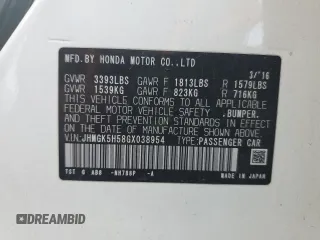 MFD.BY HONDA MOTOR CO.,LTD 3/'16
GVWR 3393LBS GAWR F 1813LBS R 1579LBS
GVWR 1539KG GAWR F 823KG R 716KG
THIS VEHICLE CONFORMS TO ALL APPLICABLE
FEDERAL MOTOR VEHICLE SAFETY, .BUMPER.
AND THEFT PREVENTION STANDARDS IN EFFECT ON
THE DATE OF MANUFACTURE SHOWN ABOVE.
V.I.N:JHMGK5H58GX038954 TYPE:PASSENGER CAR
-NH788P -A
MADE IN JAPAN
AUTOBIDMASTER